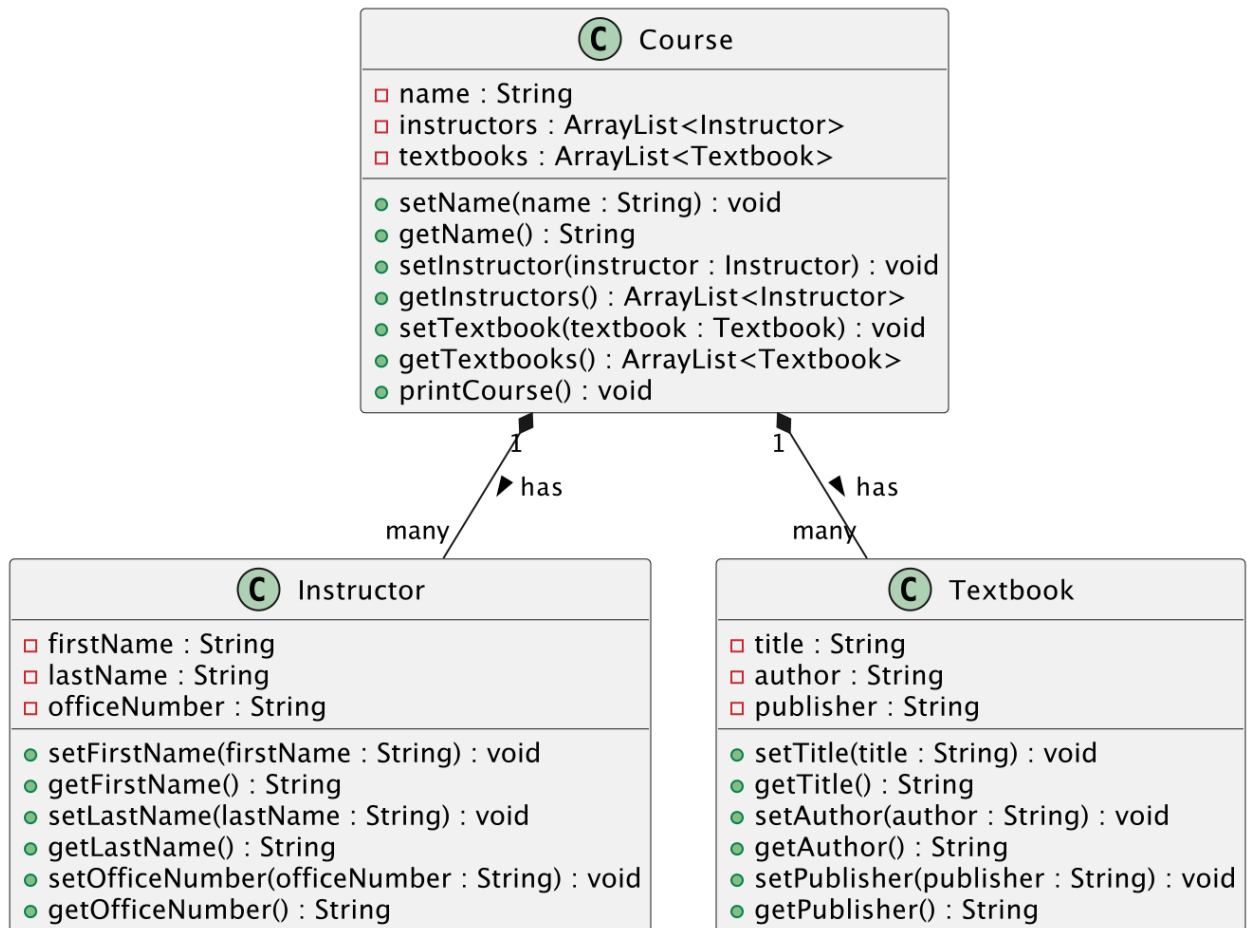 C Course
name : String
instructors : ArrayList<Instructor>
textbooks : ArrayList<Textbook>
setName(name : String) : void
getName() : String
setInstructor(instructor : Instructor) : void
getInstructors() : ArrayList<Instructor>
setTextbook(textbook : Textbook) : void
getTextbooks() : ArrayList<Textbook>
printCourse() : void
1
has
many
1
has
many
C Instructor
firstName : String
lastName : String
officeNumber : String
setFirstName(firstName : String) : void
getFirstName() : String
setLastName(lastName : String) : void
getLastName() : String
setOfficeNumber(officeNumber : String) : void
getOfficeNumber() : String
C Textbook
title : String
author : String
publisher : String
setTitle(title : String) : void
getTitle() : String
setAuthor(author : String) : void
getAuthor() : String
setPublisher(publisher : String) : void
getPublisher() : String